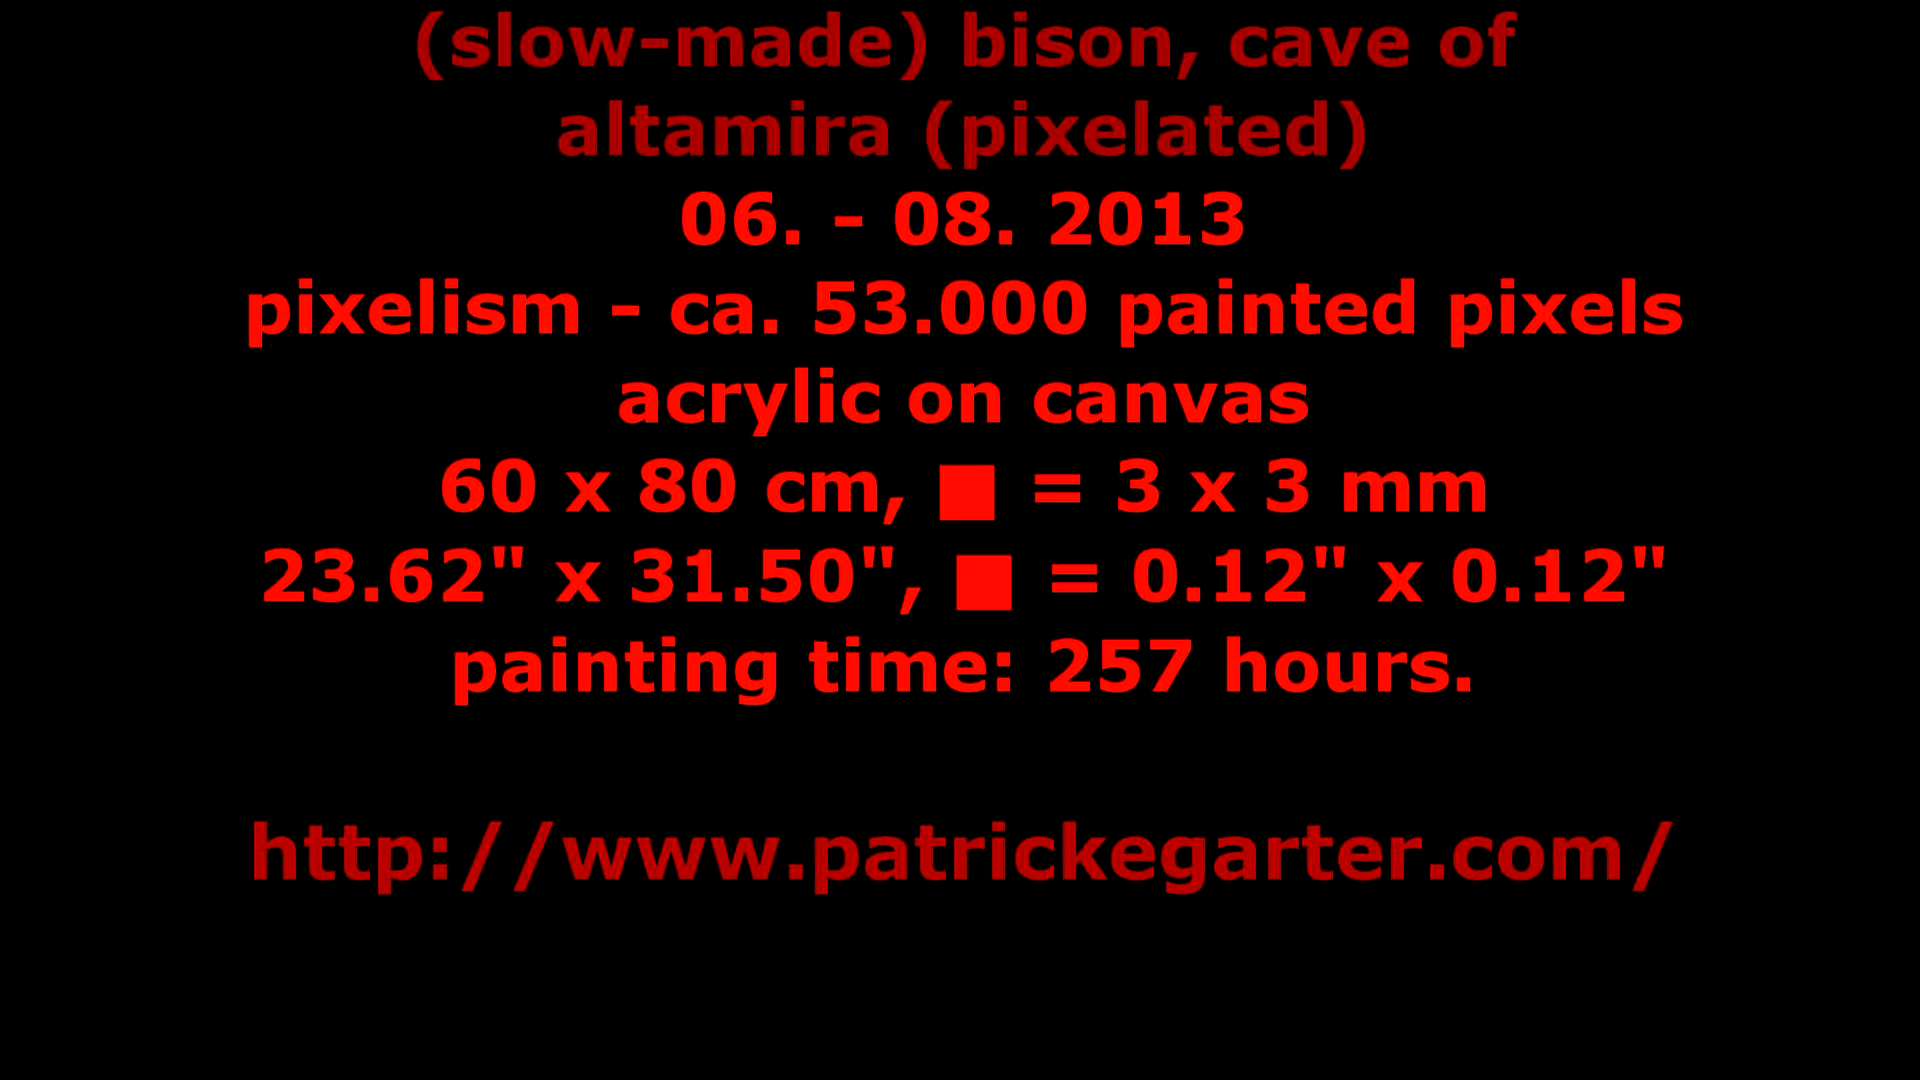 (slow-made) bison, cave of
altamira (pixelated)
06. - 08. 2013
pixelism - ca. 53.000 painted pixels
acrylic on canvas
60 x 80 cm, ■ = 3 x 3 mm
23.62" x 31.50", ■ = 0.12" x 0.12"
painting time: 257 hours.
http://www.patrickegarter.com/